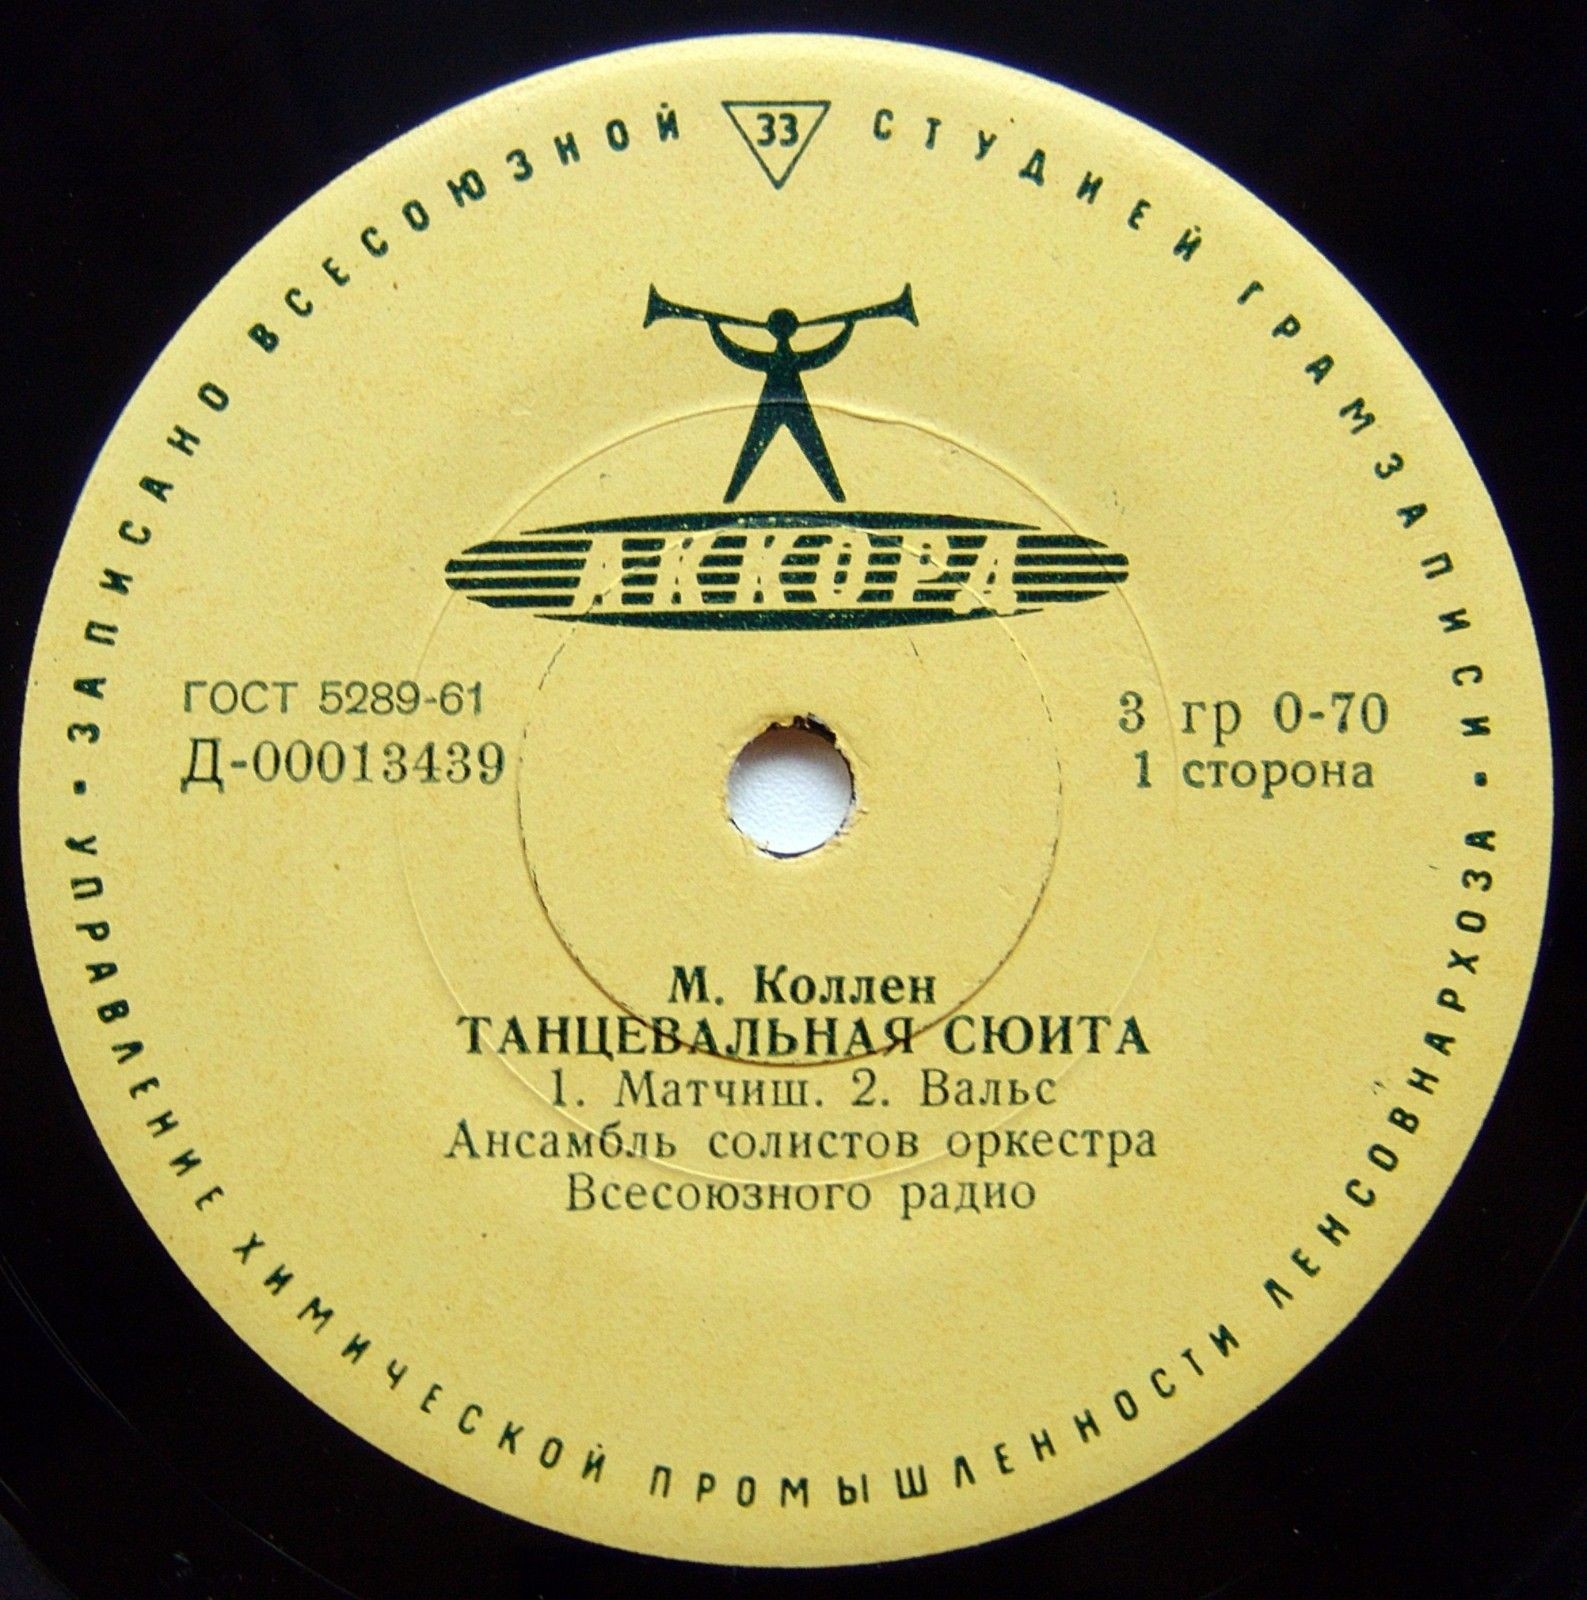 ЗАПИСАНО ВСЕСОЮЗНОЙ 33 СТУДИЕЙ ГРАМЗАПИСИ
АККОРД
ГОСТ 5289-61
Д-00013439
3 гр 0-70
1 сторона
М. Коллен
ТАНЦЕВАЛЬНАЯ СЮИТА
1. Матчиш. 2. Вальс
Ансамбль солистов оркестра
Всесоюзного радио
УПРАВЛЕНИЕ ХИМИЧЕСКОЙ ПРОМЫШЛЕННОСТИ ЛЕНСОВНАРХОЗА